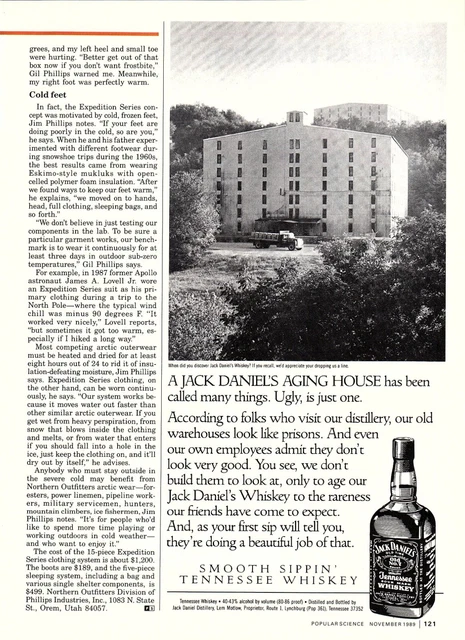 grees, and my left heel and small toe
were hurting. "Better get out of that
box now if you don't want frostbite,"
Gil Phillips warned me. Meanwhile,
my right foot was perfectly warm.
Cold feet
In fact, the Expedition Series con-
cept was motivated by cold, frozen feet,
Jim Phillips notes. "If your feet are
doing poorly in the cold, so are you,"
he says. When he and his father exper-
imented with different footwear dur-
ing snowshoe trips during the 1960s,
the best results came from wearing
Eskimo-style mukluks with open-
celled polymer foam insulation. "After
we found ways to keep our feet warm,"
he explains, "we moved on to hands,
head, full clothing, sleeping bags, and
so forth."
"We don't believe in just testing our
components in the lab. To be sure a
particular garment works, our bench-
mark is to wear it continuously for at
least three days in outdoor sub-zero
temperatures," Gil Phillips says.
For example, in 1987 former Apollo
astronaut James A. Lovell Jr. wore
an Expedition Series suit as his pri-
mary clothing during a trip to the
North Pole—where the typical wind
chill was minus 90 degrees F. "It
worked very nicely," Lovell reports,
"but sometimes it got too warm, es-
pecially if I hiked a long way."
Most competing arctic outerwear
must be heated and dried for at least
eight hours out of 24 to rid it of insu-
lation-defeating moisture, Jim Phillips
says. Expedition Series clothing, on
the other hand, can be worn continu-
ously, he says. "Our system works be-
cause it moves water out faster than
other similar arctic outerwear. If you
get wet from heavy perspiration, from
snow that blows inside the clothing
and melts, or from water that enters
if you should fall into a hole in the
ice, just keep the clothing on, and it'll
dry out by itself," he advises.
Anybody who must stay outside in
the severe cold may benefit from
Northern Outfitters arctic wear—for-
esters, power linemen, pipeline work-
ers, military servicemen, hunters,
mountain climbers, ice fishermen, Jim
Phillips notes. "It's for people who'd
like to spend more time playing or
working outdoors in cold weather—
and who want to enjoy it."
The cost of the 15-piece Expedition
Series clothing system is about $1,200.
The boots are $189, and the five-piece
sleeping system, including a bag and
various single shelter components, is
$499. Northern Outfitters Division of
Phillips Industries, Inc., 1083 N. State
St., Orem, Utah 84057.
When did you discover Jack Daniel's Whiskey? If you recall, we'd appreciate your dropping us a line.
A JACK DANIEL'S AGING HOUSE has been
called many things. Ugly, is just one.
According to folks who visit our distillery, our old
warehouses look like prisons. And even
our own employees admit they don't
look very good. You see, we don't
build them to look at, only to age our
Jack Daniel's Whiskey to the rareness
our friends have come to expect.
And, as your first sip will tell you,
they're doing a beautiful job of that.
SMOOTH SIPPIN'
TENNESSEE WHISKEY
JACK DANIEL'S
Tennessee
WHISKEY
Tennessee Whiskey • 40-43% alcohol by volume (80-86 proof) • Distilled and Bottled by
Jack Daniel Distillery, Lem Motlow, Proprietor, Route 1, Lynchburg (Pop 361), Tennessee 37352
POPULAR SCIENCE NOVEMBER 1989 | 121